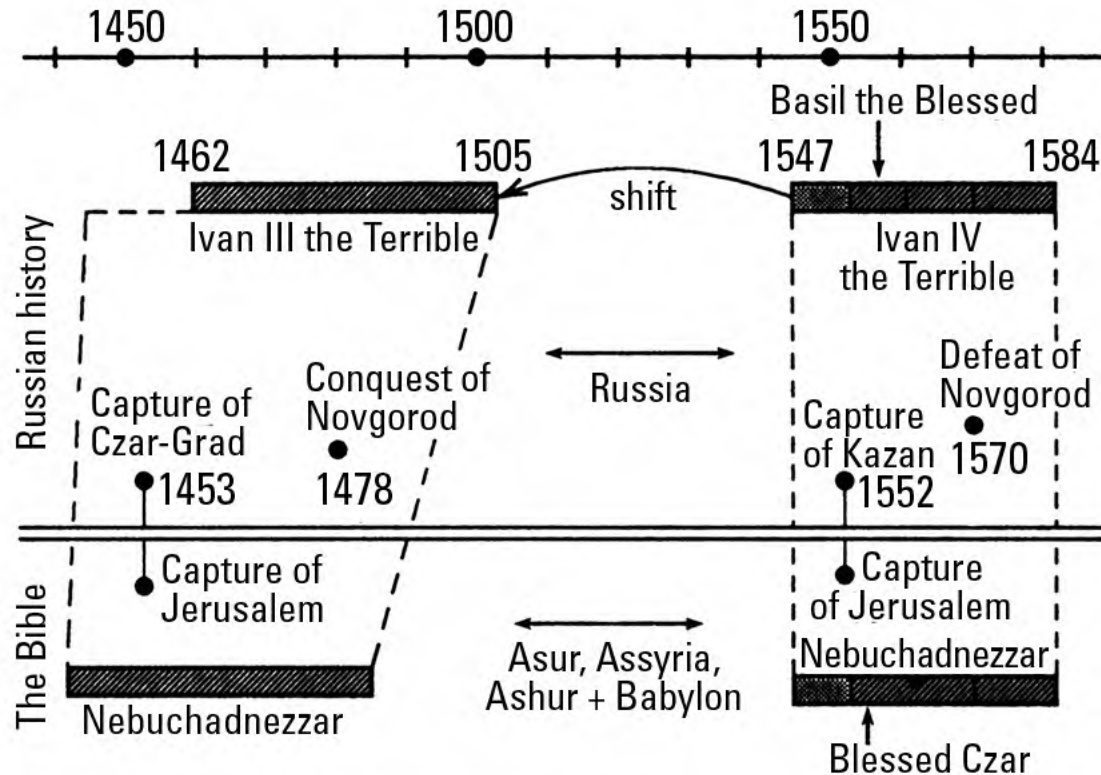 1450
1500
1550
Basil the Blessed
1462
1505
1547
1584
shift
Ivan III the Terrible
Ivan IV
the Terrible
Russian history
Russia
Conquest of
Novgorod
1478
Capture of
Czar-Grad
1453
Defeat of
Novgorod
1570
Capture
of Kazan
1552
The Bible
Capture of
Jerusalem
Capture
of Jerusalem
Asur, Assyria,
Ashur + Babylon
Nebuchadnezzar
Nebuchadnezzar
Blessed Czar